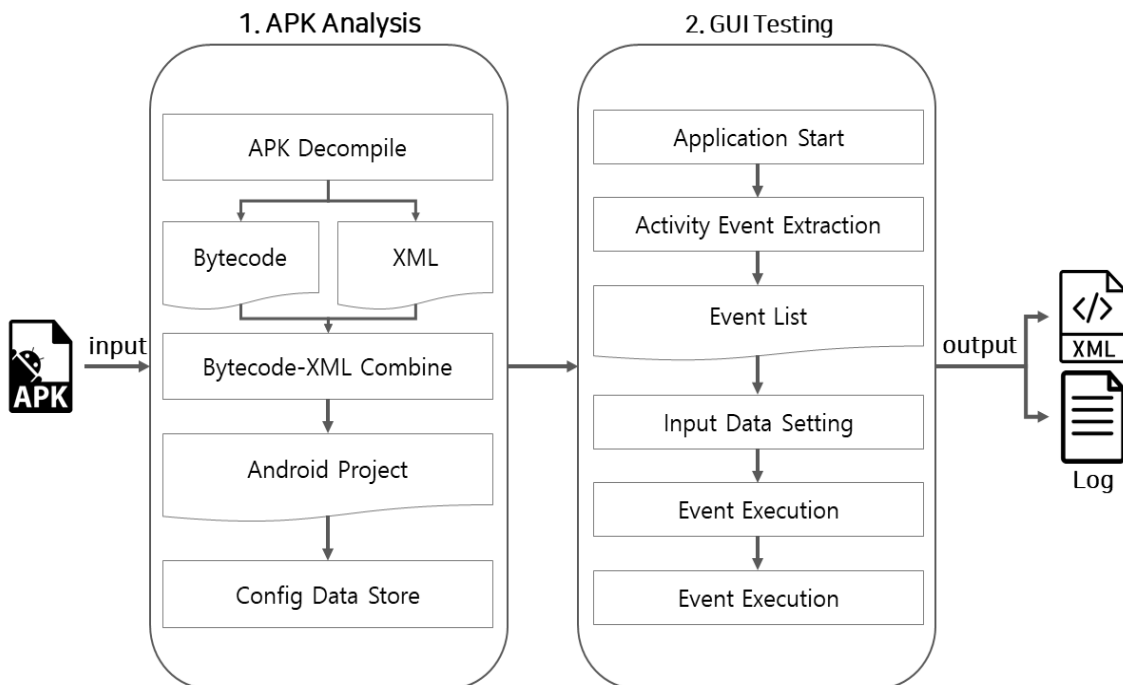 1. APK Analysis
2. GUI Testing
APK Decompile
Bytecode
XML
Bytecode-XML Combine
Android Project
Config Data Store
Application Start
Activity Event Extraction
Event List
Input Data Setting
Event Execution
Event Execution
input
APK
output
</>
XML
Log